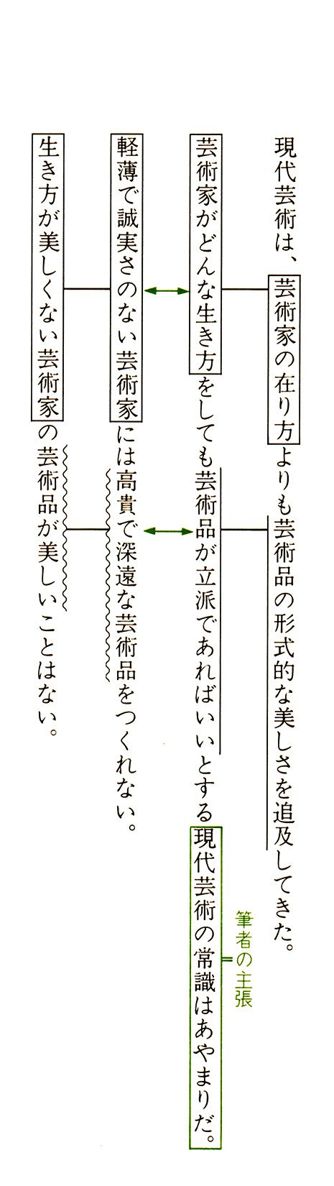 現代芸術は、芸術家の在り方よりも芸術品の形式的な美しさを追及してきた。
筆者の主張
芸術家がどんな生き方をしても芸術品が立派であればいいとする現代芸術の常識はあやまりだ。
軽薄で誠実さのない芸術家には高貴で深遠な芸術品をつくれない。
生き方が美しくない芸術家の芸術品が美しいことはない。